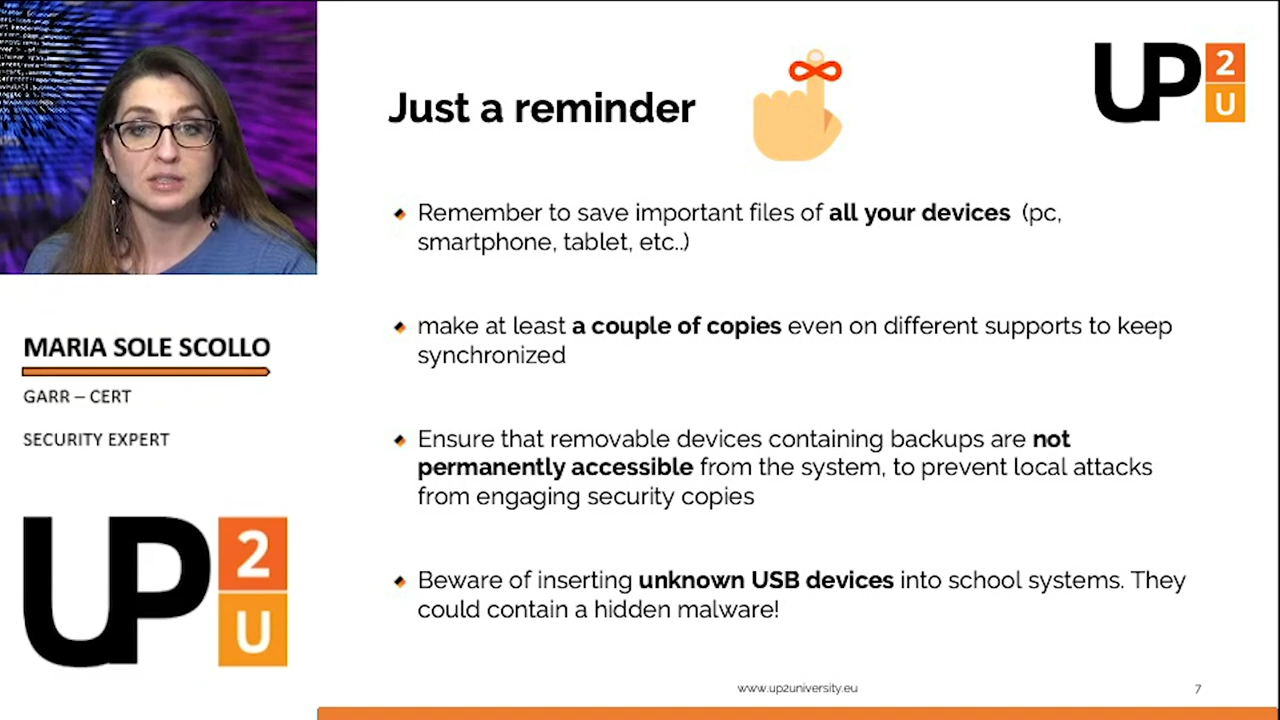 UP
2
U
Just a reminder
Remember to save important files of all your devices (pc,
smartphone, tablet, etc..)
make at least a couple of copies even on different supports to keep
synchronized
Ensure that removable devices containing backups are not
permanently accessible from the system, to prevent local attacks
from engaging security copies
Beware of inserting unknown USB devices into school systems. They
could contain a hidden malware!
MARIA SOLE SCOLLO
GARR – CERT
SECURITY EXPERT
UP
2
U
www.up2university.eu
7